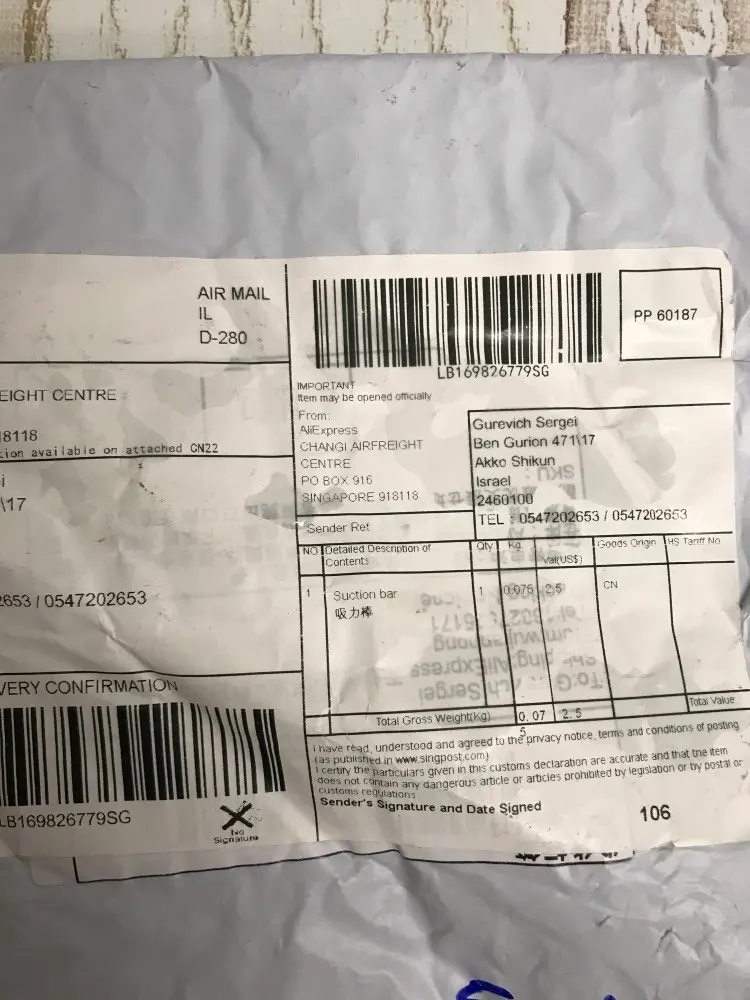 AIR MAIL
IL
D-280
EIGHT CENTRE
18118
tion available on attached CN22
i
\17
2653 / 0547202653
VERY CONFIRMATION
LB169826779SG
No
Signature
LB169826779SG
PP 60187
IMPORTANT
Item may be opened officially
From:
AliExpress
CHANGI AIRFREIGHT
CENTRE
PO BOX 916
SINGAPORE 918118
Sender Ret
Gurevich Sergei
Ben Gurion 471\17
Akko Shikun
Israel
2460100
TEL : 0547202653 / 0547202653
NO Detailed Description of Contents Qty Kg Val(US$) Goods Origin HS Tariff No
1 Suction bar 1 0.075 2.5 CN
吸力棒
Total Value
Total Gross Weight(Kg) 0.07 2.5
5
I have read, understood and agreed to the privacy notice, terms and conditions of posting
(as published in www.singpost.com)
I certify the particulars given in this customs declaration are accurate and that the item
does not contain any dangerous article or articles prohibited by legislation or by postal or
customs regulations
Sender's Signature and Date Signed
106